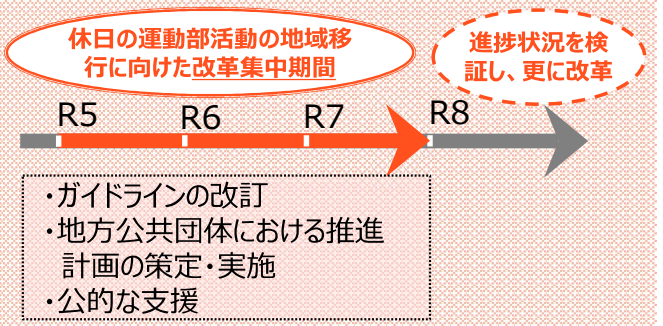 休日の運動部活動の地域移
行に向けた改革集中期間
進捗状況を検
証し、更に改革
R5
R6
R7
R8
・ガイドラインの改訂
・地方公共団体における推進
計画の策定・実施
・公的な支援